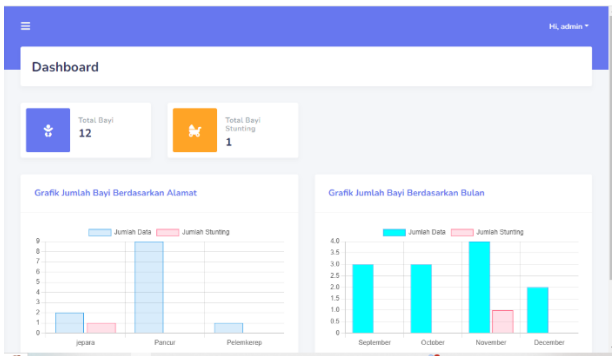 Hi, admin
Dashboard
Total Bayi
12
Total Bayi
Stunting
1
Grafik Jumlah Bayi Berdasarkan Alamat
Jumlah Data Jumlah Stunting
9
8
7
6
5
4
3
2
1
0
jepara Pancur Pelemkerep
Grafik Jumlah Bayi Berdasarkan Bulan
Jumlah Data Jumlah Stunting
4.0
3.5
3.0
2.5
2.0
1.5
1.0
0.5
0
September October November December